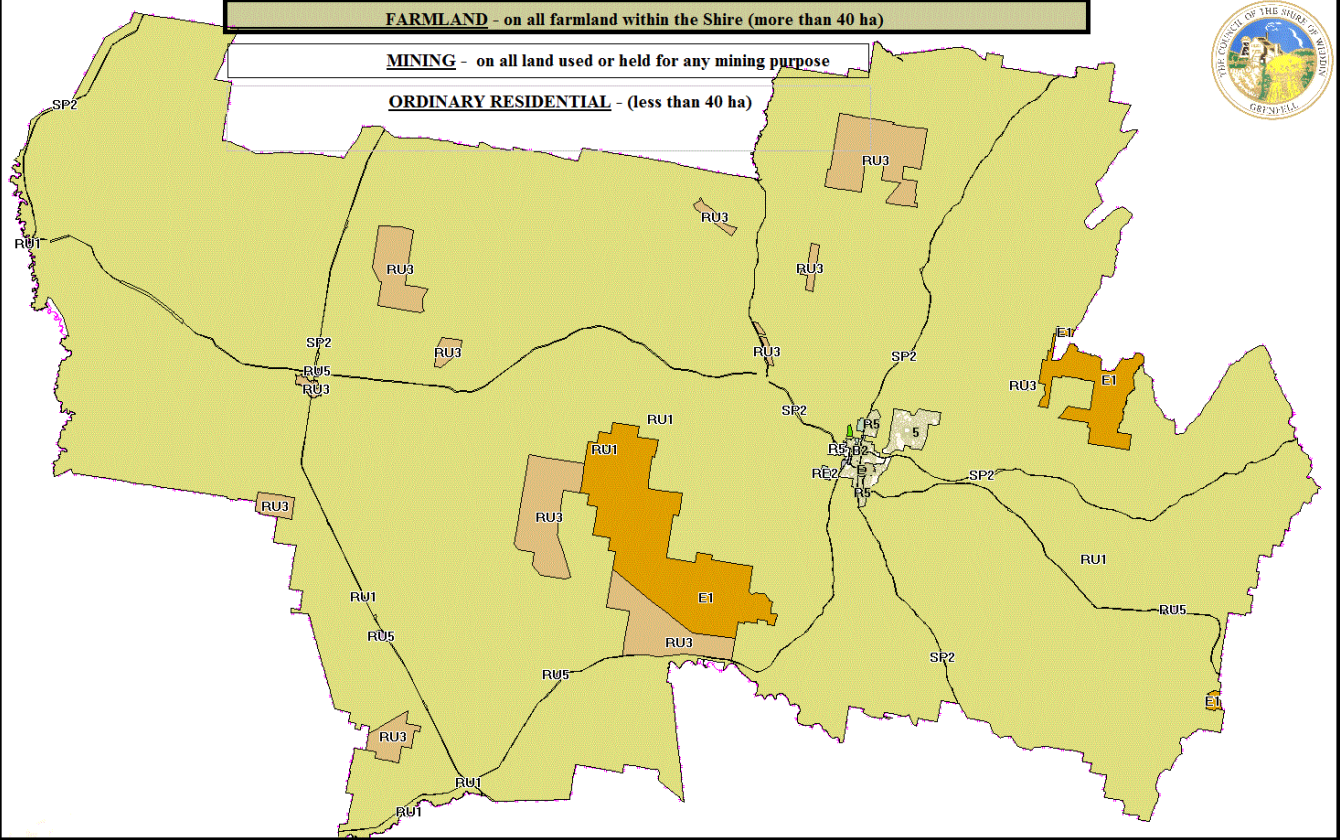 FARMLAND - on all farmland within the Shire (more than 40 ha)
MINING - on all land used or held for any mining purpose
ORDINARY RESIDENTIAL - (less than 40 ha)
THE COUNCIL OF THE SHIRE OF WEDDIN
GRENFELL
SP2
RU3
RU3
RU1
RU3
RU3
E1
SP2
RU3
RU3
SP2
RU5
E1
RU3
RU3
SP2
RU1
R5
5
RU1
R5
B2
SP2
RU3
R5
RU3
RU1
RU1
E1
RU5
RU5
RU3
SP2
RU5
E1
RU3
RU1
RU1